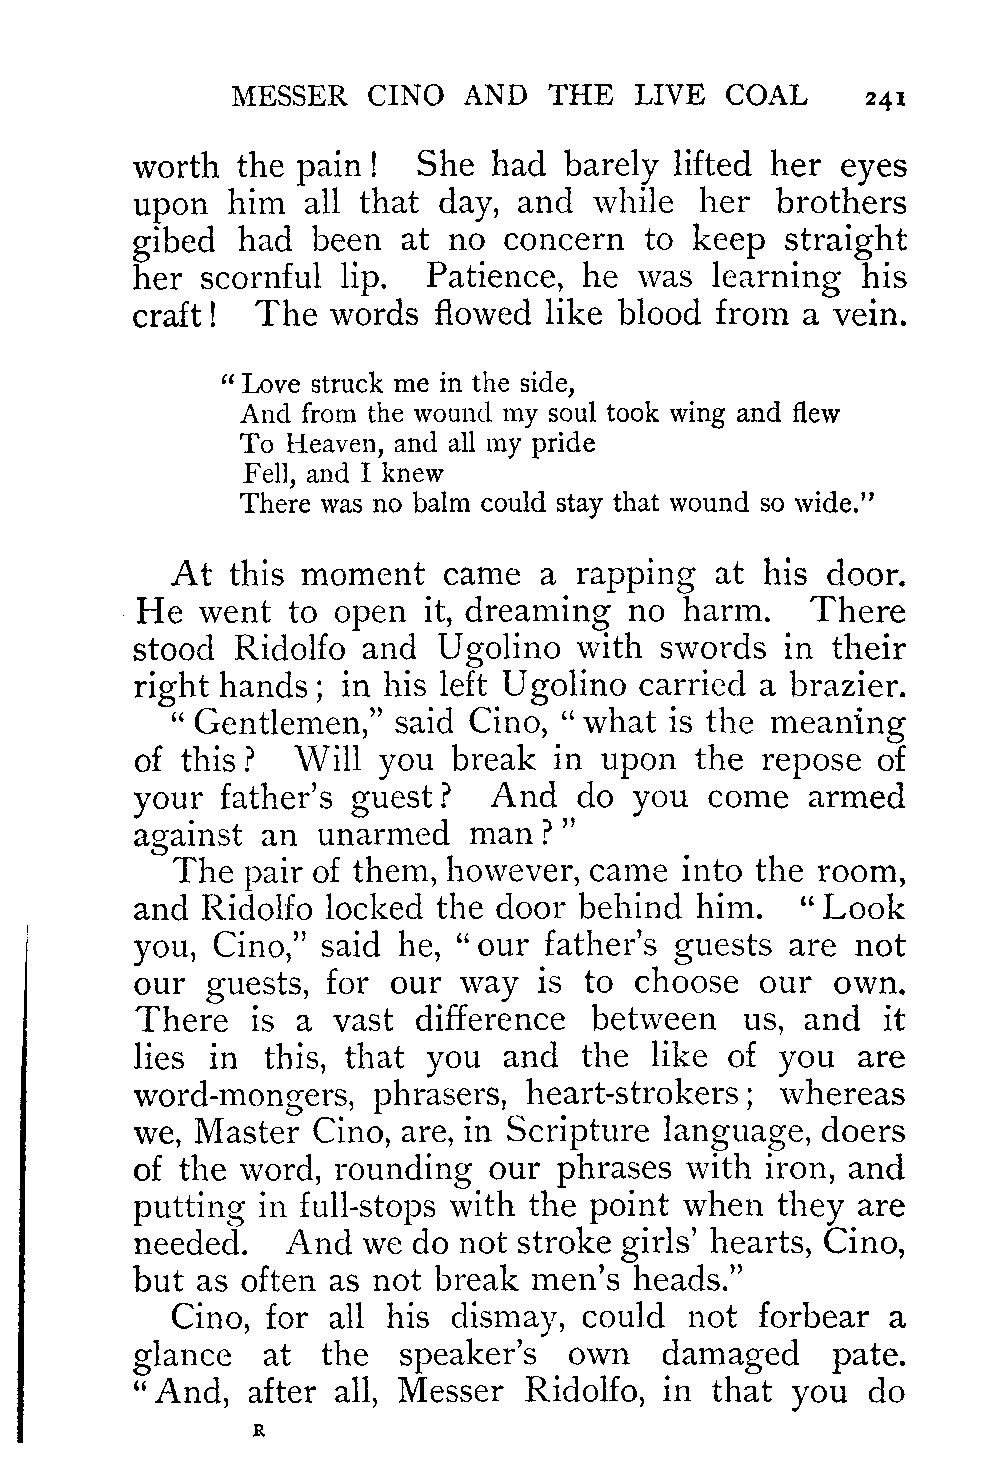 MESSER CINO AND THE LIVE COAL 241
worth the pain! She had barely lifted her eyes
upon him all that day, and while her brothers
gibed had been at no concern to keep straight
her scornful lip. Patience, he was learning his
craft! The words flowed like blood from a vein.
“Love struck me in the side,
And from the wound my soul took wing and flew
To Heaven, and all my pride
Fell, and I knew
There was no balm could stay that wound so wide.”
At this moment came a rapping at his door.
He went to open it, dreaming no harm. There
stood Ridolfo and Ugolino with swords in their
right hands; in his left Ugolino carried a brazier.
“Gentlemen,” said Cino, “what is the meaning
of this? Will you break in upon the repose of
your father’s guest? And do you come armed
against an unarmed man?”
The pair of them, however, came into the room,
and Ridolfo locked the door behind him. “Look
you, Cino,” said he, “our father’s guests are not
our guests, for our way is to choose our own.
There is a vast difference between us, and it
lies in this, that you and the like of you are
word-mongers, phrasers, heart-strokers; whereas
we, Master Cino, are, in Scripture language, doers
of the word, rounding our phrases with iron, and
putting in full-stops with the point when they are
needed. And we do not stroke girls’ hearts, Cino,
but as often as not break men’s heads.”
Cino, for all his dismay, could not forbear a
glance at the speaker’s own damaged pate.
“And, after all, Messer Ridolfo, in that you do
R